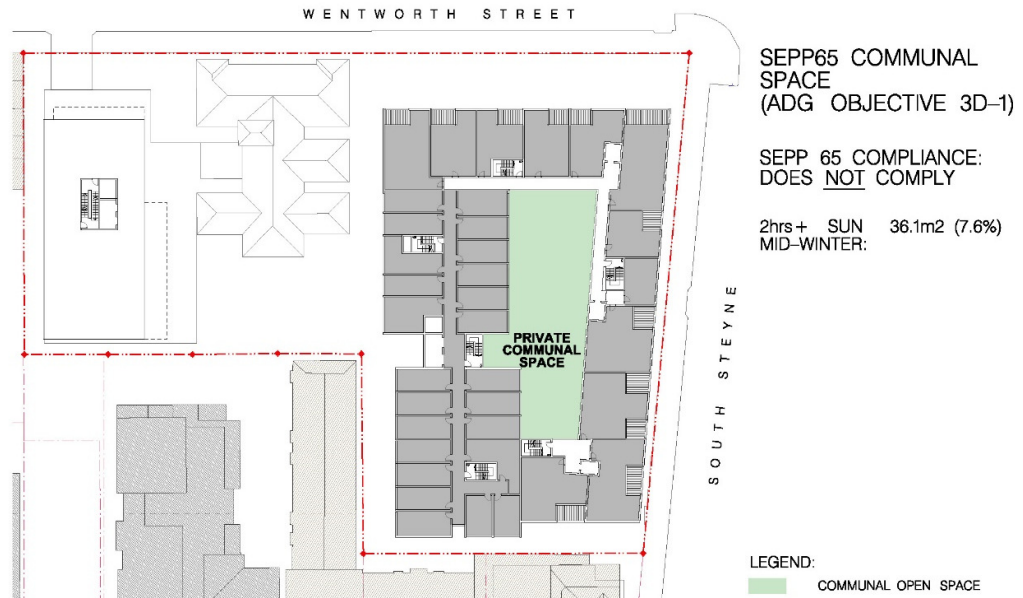 WENTWORTH STREET
SEPP65 COMMUNAL
SPACE
(ADG OBJECTIVE 3D-1)
SEPP 65 COMPLIANCE:
DOES NOT COMPLY
2hrs+ SUN 36.1m2 (7.6%)
MID-WINTER:
PRIVATE
COMMUNAL
SPACE
SOUTH STEYNE
LEGEND:
COMMUNAL OPEN SPACE